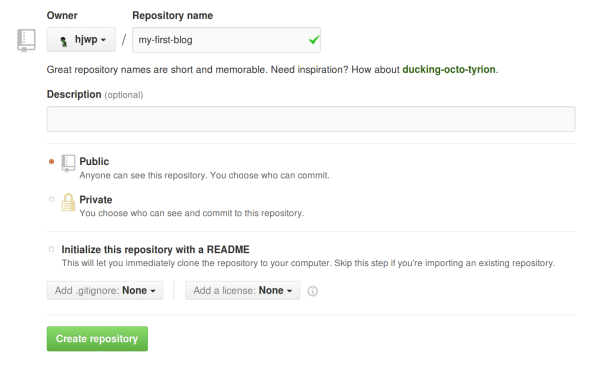 Owner Repository name
hjwp / my-first-blog
Great repository names are short and memorable. Need inspiration? How about ducking-octo-tyrion.
Description (optional)
Public
Anyone can see this repository. You choose who can commit.
Private
You choose who can see and commit to this repository.
Initialize this repository with a README
This will let you immediately clone the repository to your computer. Skip this step if you're importing an existing repository.
Add .gitignore: None Add a license: None
Create repository